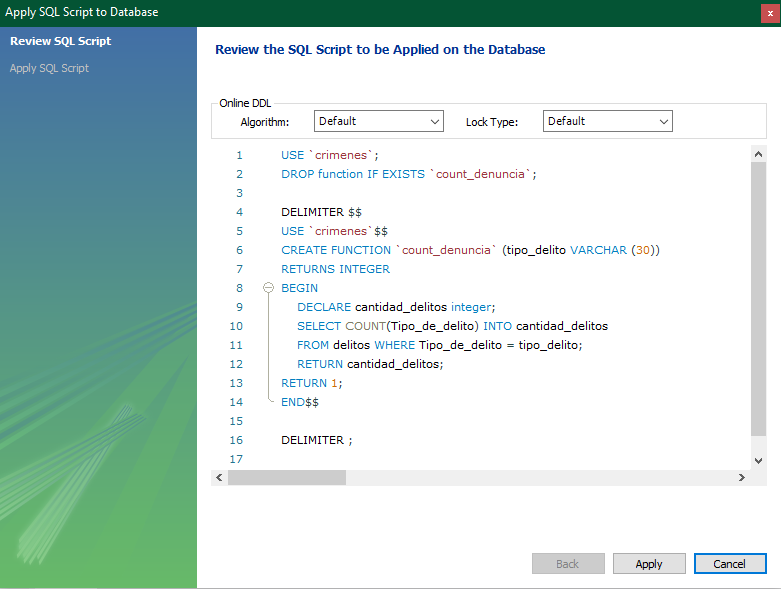 Apply SQL Script to Database
x
Review SQL Script
Apply SQL Script
Review the SQL Script to be Applied on the Database
Online DDL
Algorithm: Default Lock Type: Default
1 USE `crimenes`;
2 DROP function IF EXISTS `count_denuncia`;
3
4 DELIMITER $$
5 USE `crimenes`$$
6 CREATE FUNCTION `count_denuncia` (tipo_delito VARCHAR (30))
7 RETURNS INTEGER
8 BEGIN
9 DECLARE cantidad_delitos integer;
10 SELECT COUNT(Tipo_de_delito) INTO cantidad_delitos
11 FROM delitos WHERE Tipo_de_delito = tipo_delito;
12 RETURN cantidad_delitos;
13 RETURN 1;
14 END$$
15
16 DELIMITER ;
17
Back Apply Cancel